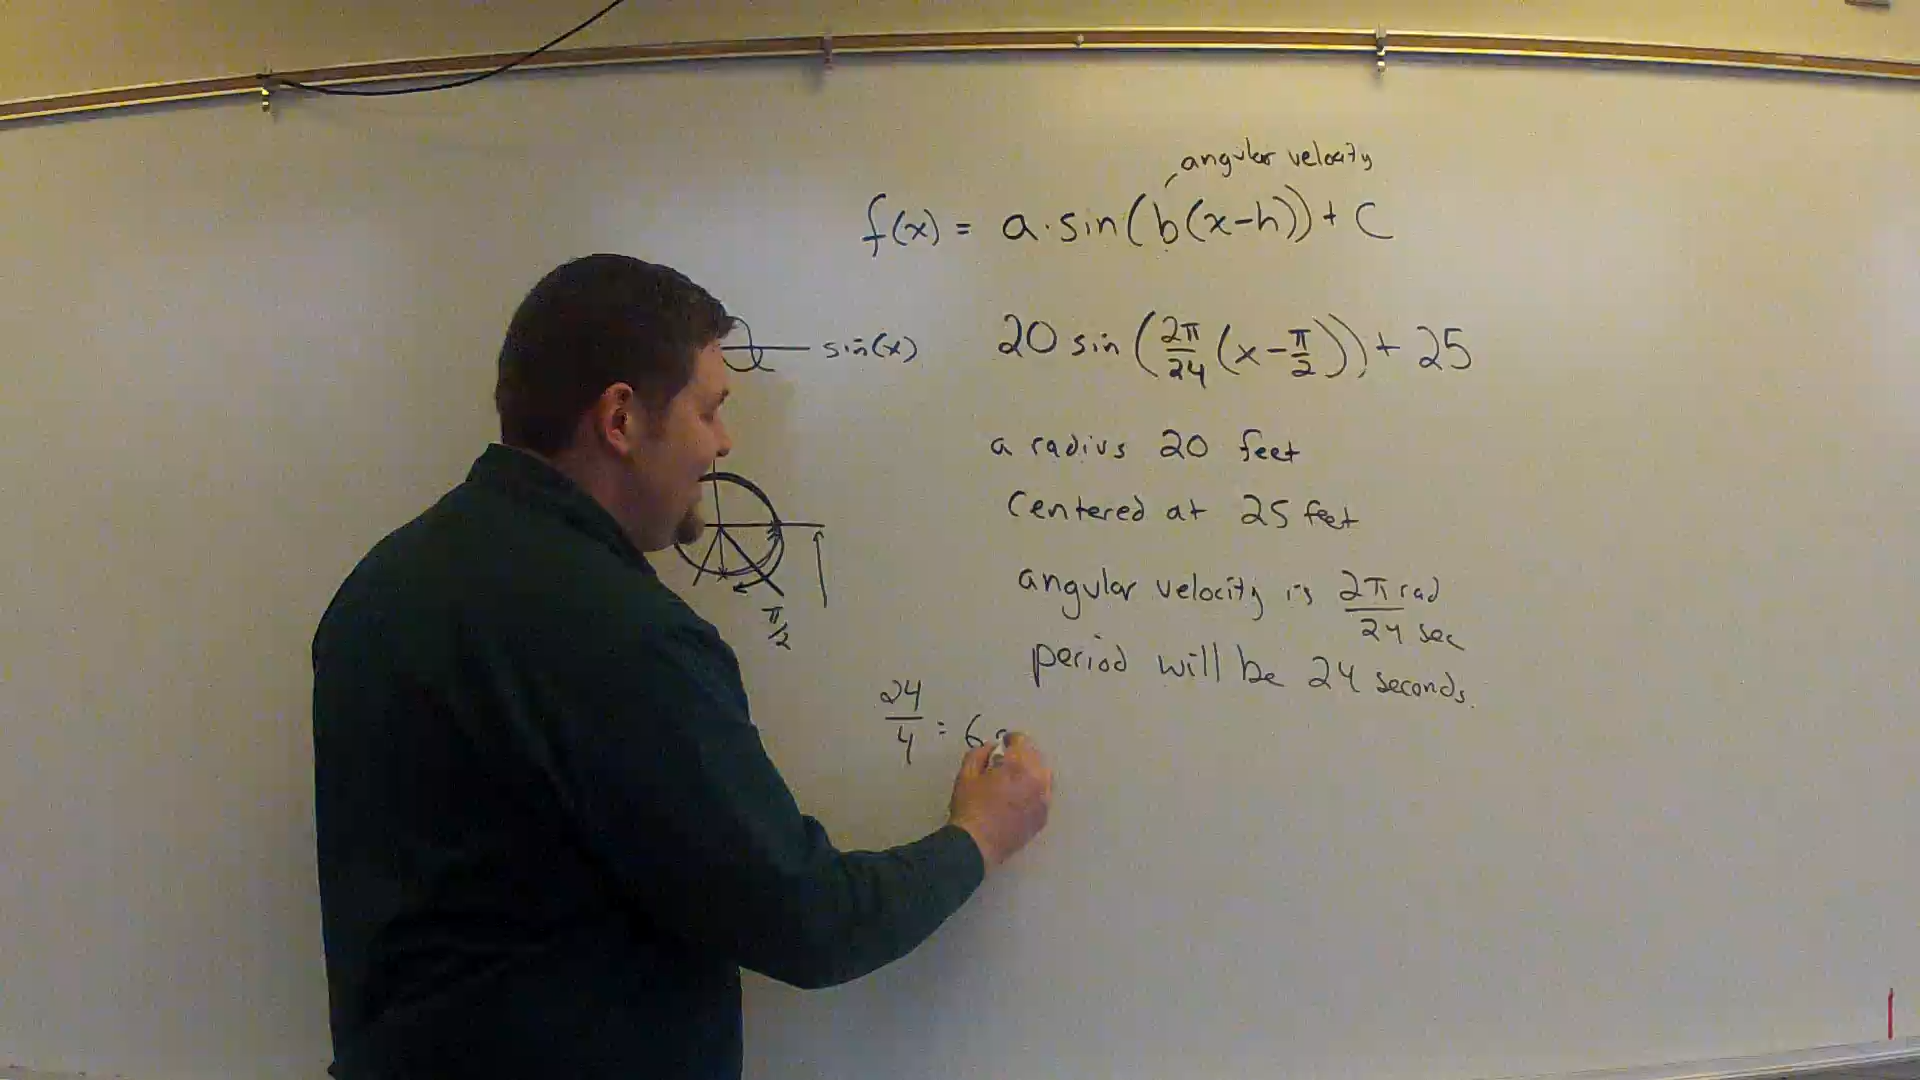 angular velocity
f(x) = a·sin(b(x-h)) + C
sin(x)
20 sin(2π/24 (x-π/2)) + 25
a radius 20 feet
Centered at 25 feet
angular velocity is 2π rad/24 sec
π/2
period will be 24 seconds.
24/4 = 6